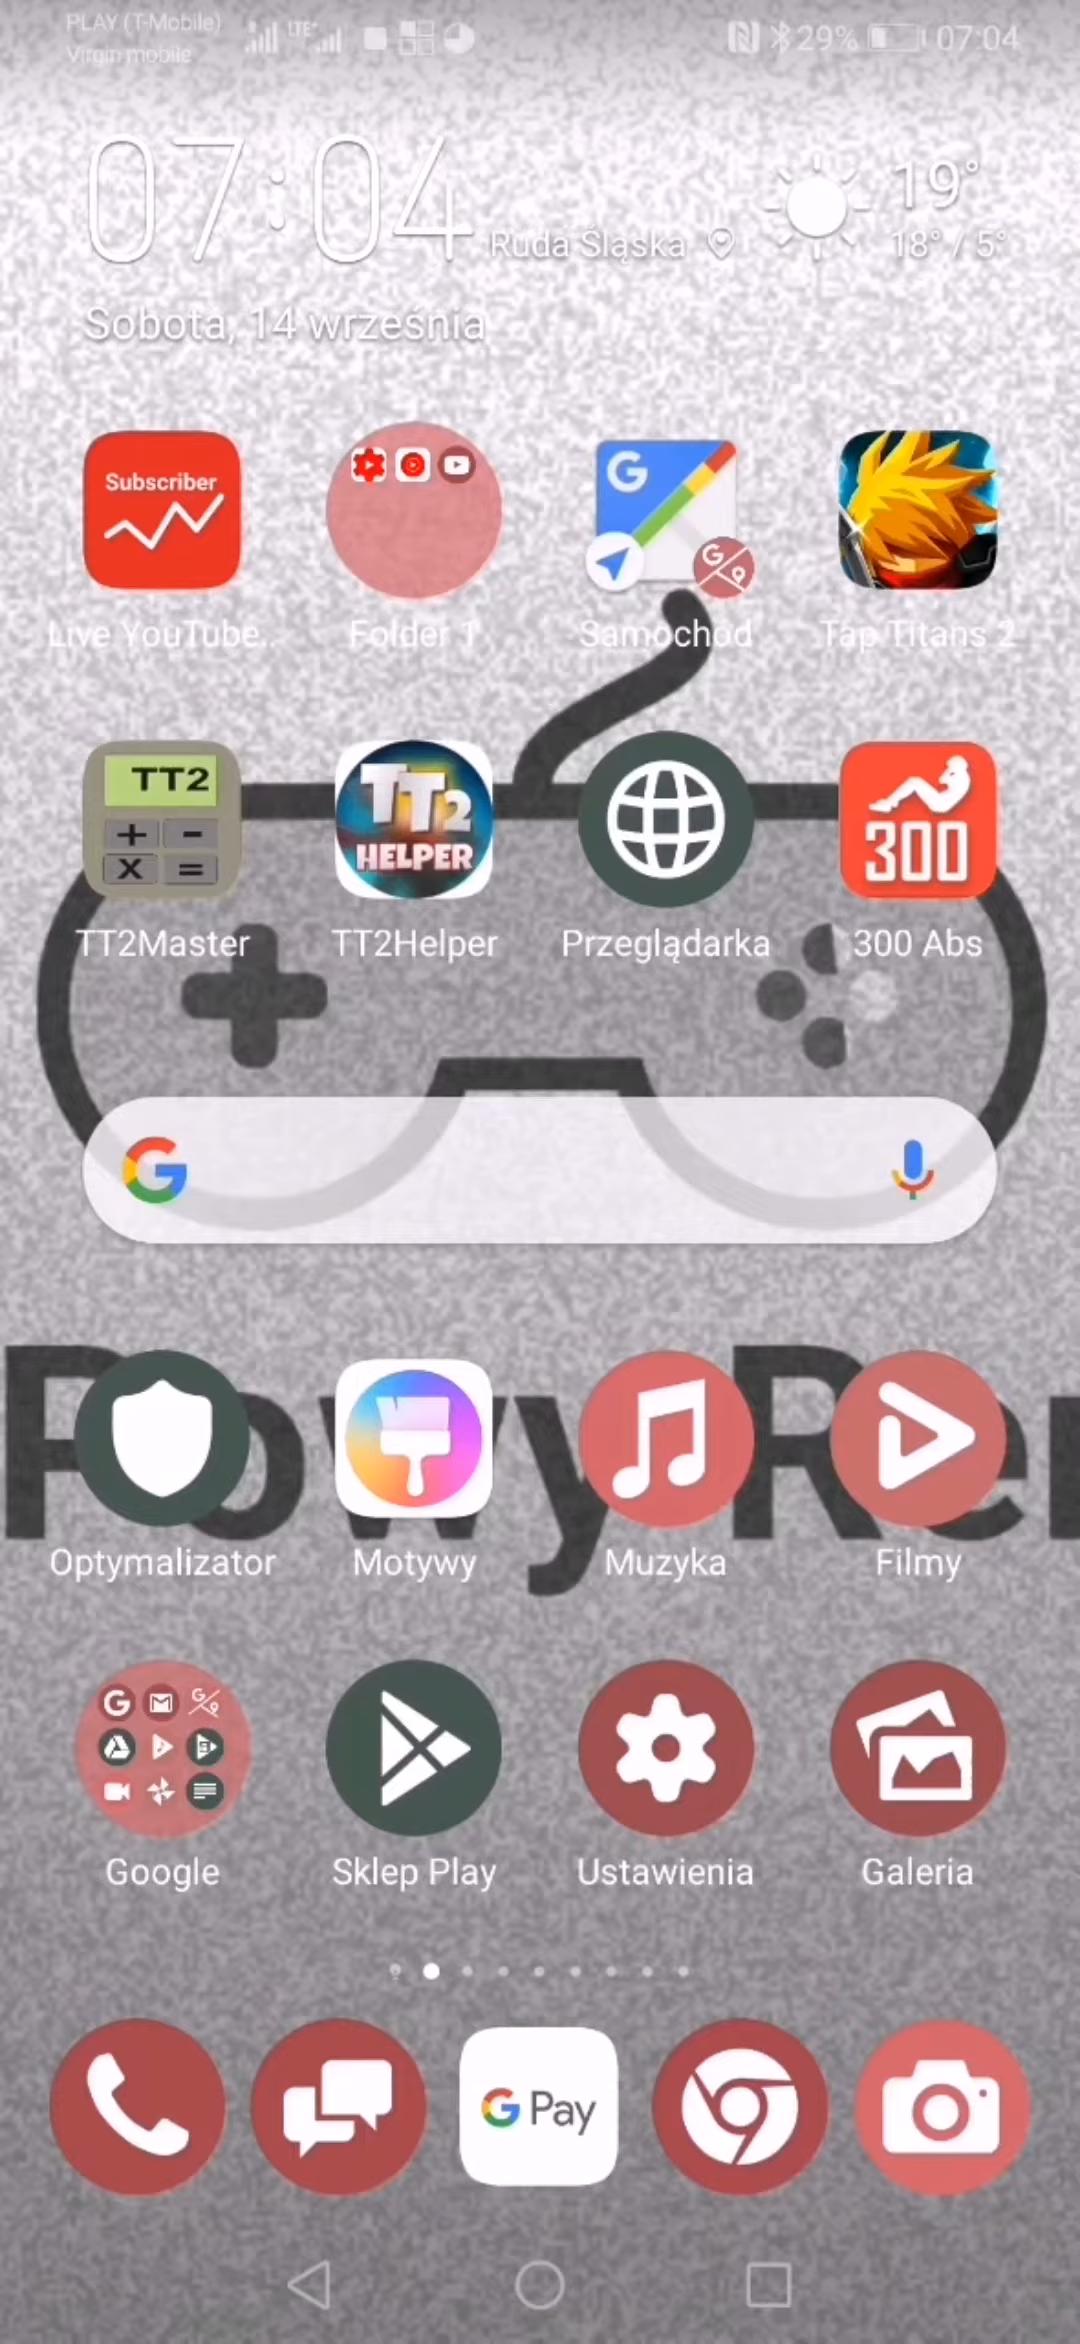 PLAY (T-Mobile)
Virgin mobile
LTE+
29%
07:04
07:04
Ruda Śląska
19°
18° / 5°
Sobota, 14 września
Subscriber
Live YouTube
Folder 1
Samochód
Tap Titans 2
TT2
+ -
X =
TT2
HELPER
300
TT2Master
TT2Helper
Przeglądarka
300 Abs
PowyRe
Optymalizator
Motywy
Muzyka
Filmy
Google
Sklep Play
Ustawienia
Galeria
G Pay